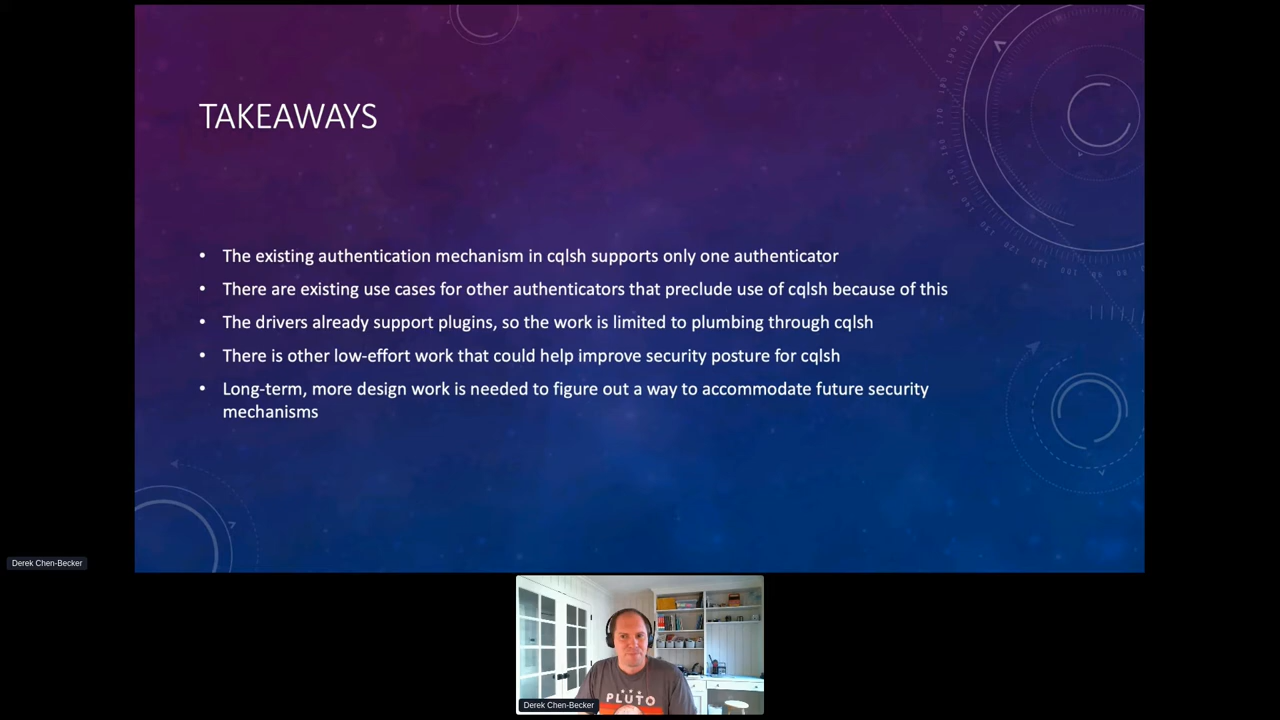 TAKEAWAYS
• The existing authentication mechanism in cqlsh supports only one authenticator
• There are existing use cases for other authenticators that preclude use of cqlsh because of this
• The drivers already support plugins, so the work is limited to plumbing through cqlsh
• There is other low-effort work that could help improve security posture for cqlsh
• Long-term, more design work is needed to figure out a way to accommodate future security
mechanisms
Derek Chen-Becker
PLUTO
Derek Chen-Becker